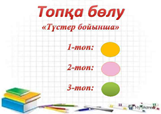 Топқа бөлу
«Түстер бойынша»
1-топ:
2-топ:
3-топ: